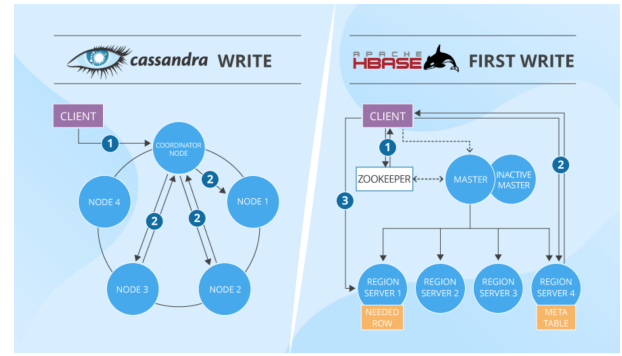 cassandra WRITE
CLIENT
1
COORDINATOR
NODE
2
NODE 4
NODE 1
2
2
NODE 3
NODE 2
APACHE
HBASE FIRST WRITE
CLIENT
1
2
ZOOKEEPER
MASTER
INACTIVE
MASTER
3
REGION
SERVER 1
REGION
SERVER 2
REGION
SERVER 3
REGION
SERVER 4
NEEDED
ROW
META
TABLE